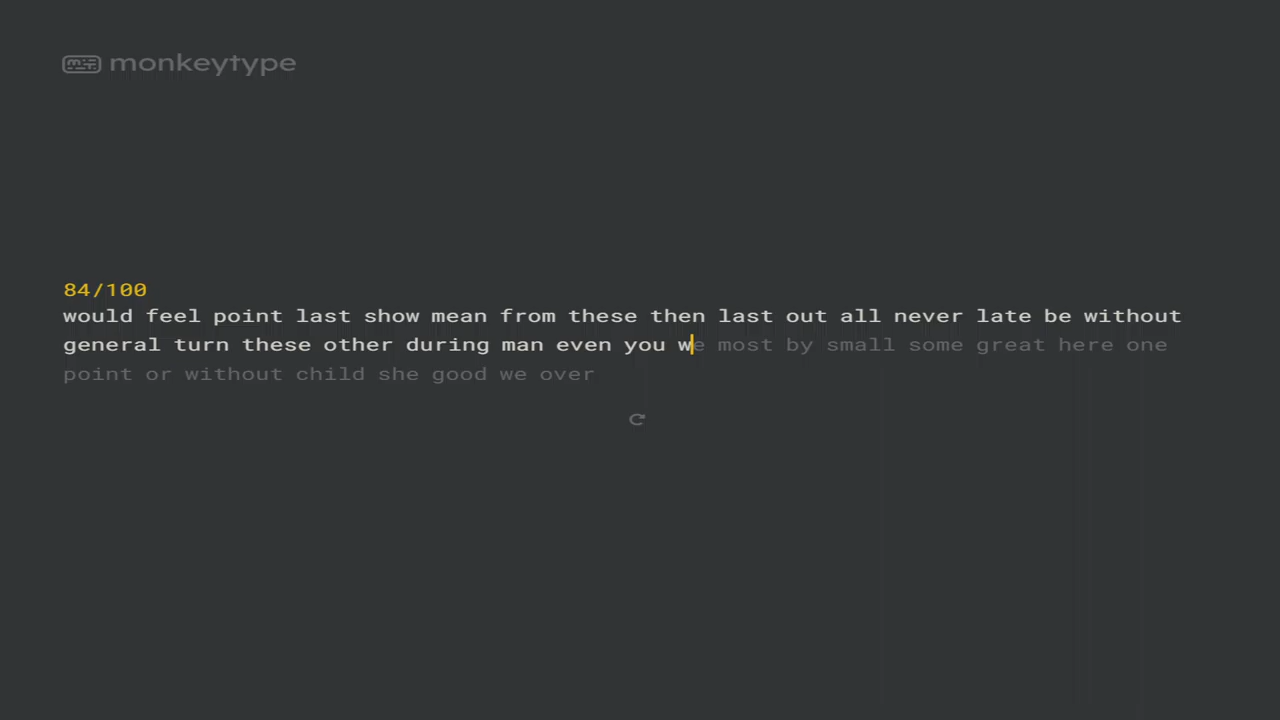 monkeytype
84/100
would feel point last show mean from these then last out all never late be without
general turn these other during man even you we most by small some great here one
point or without child she good we over